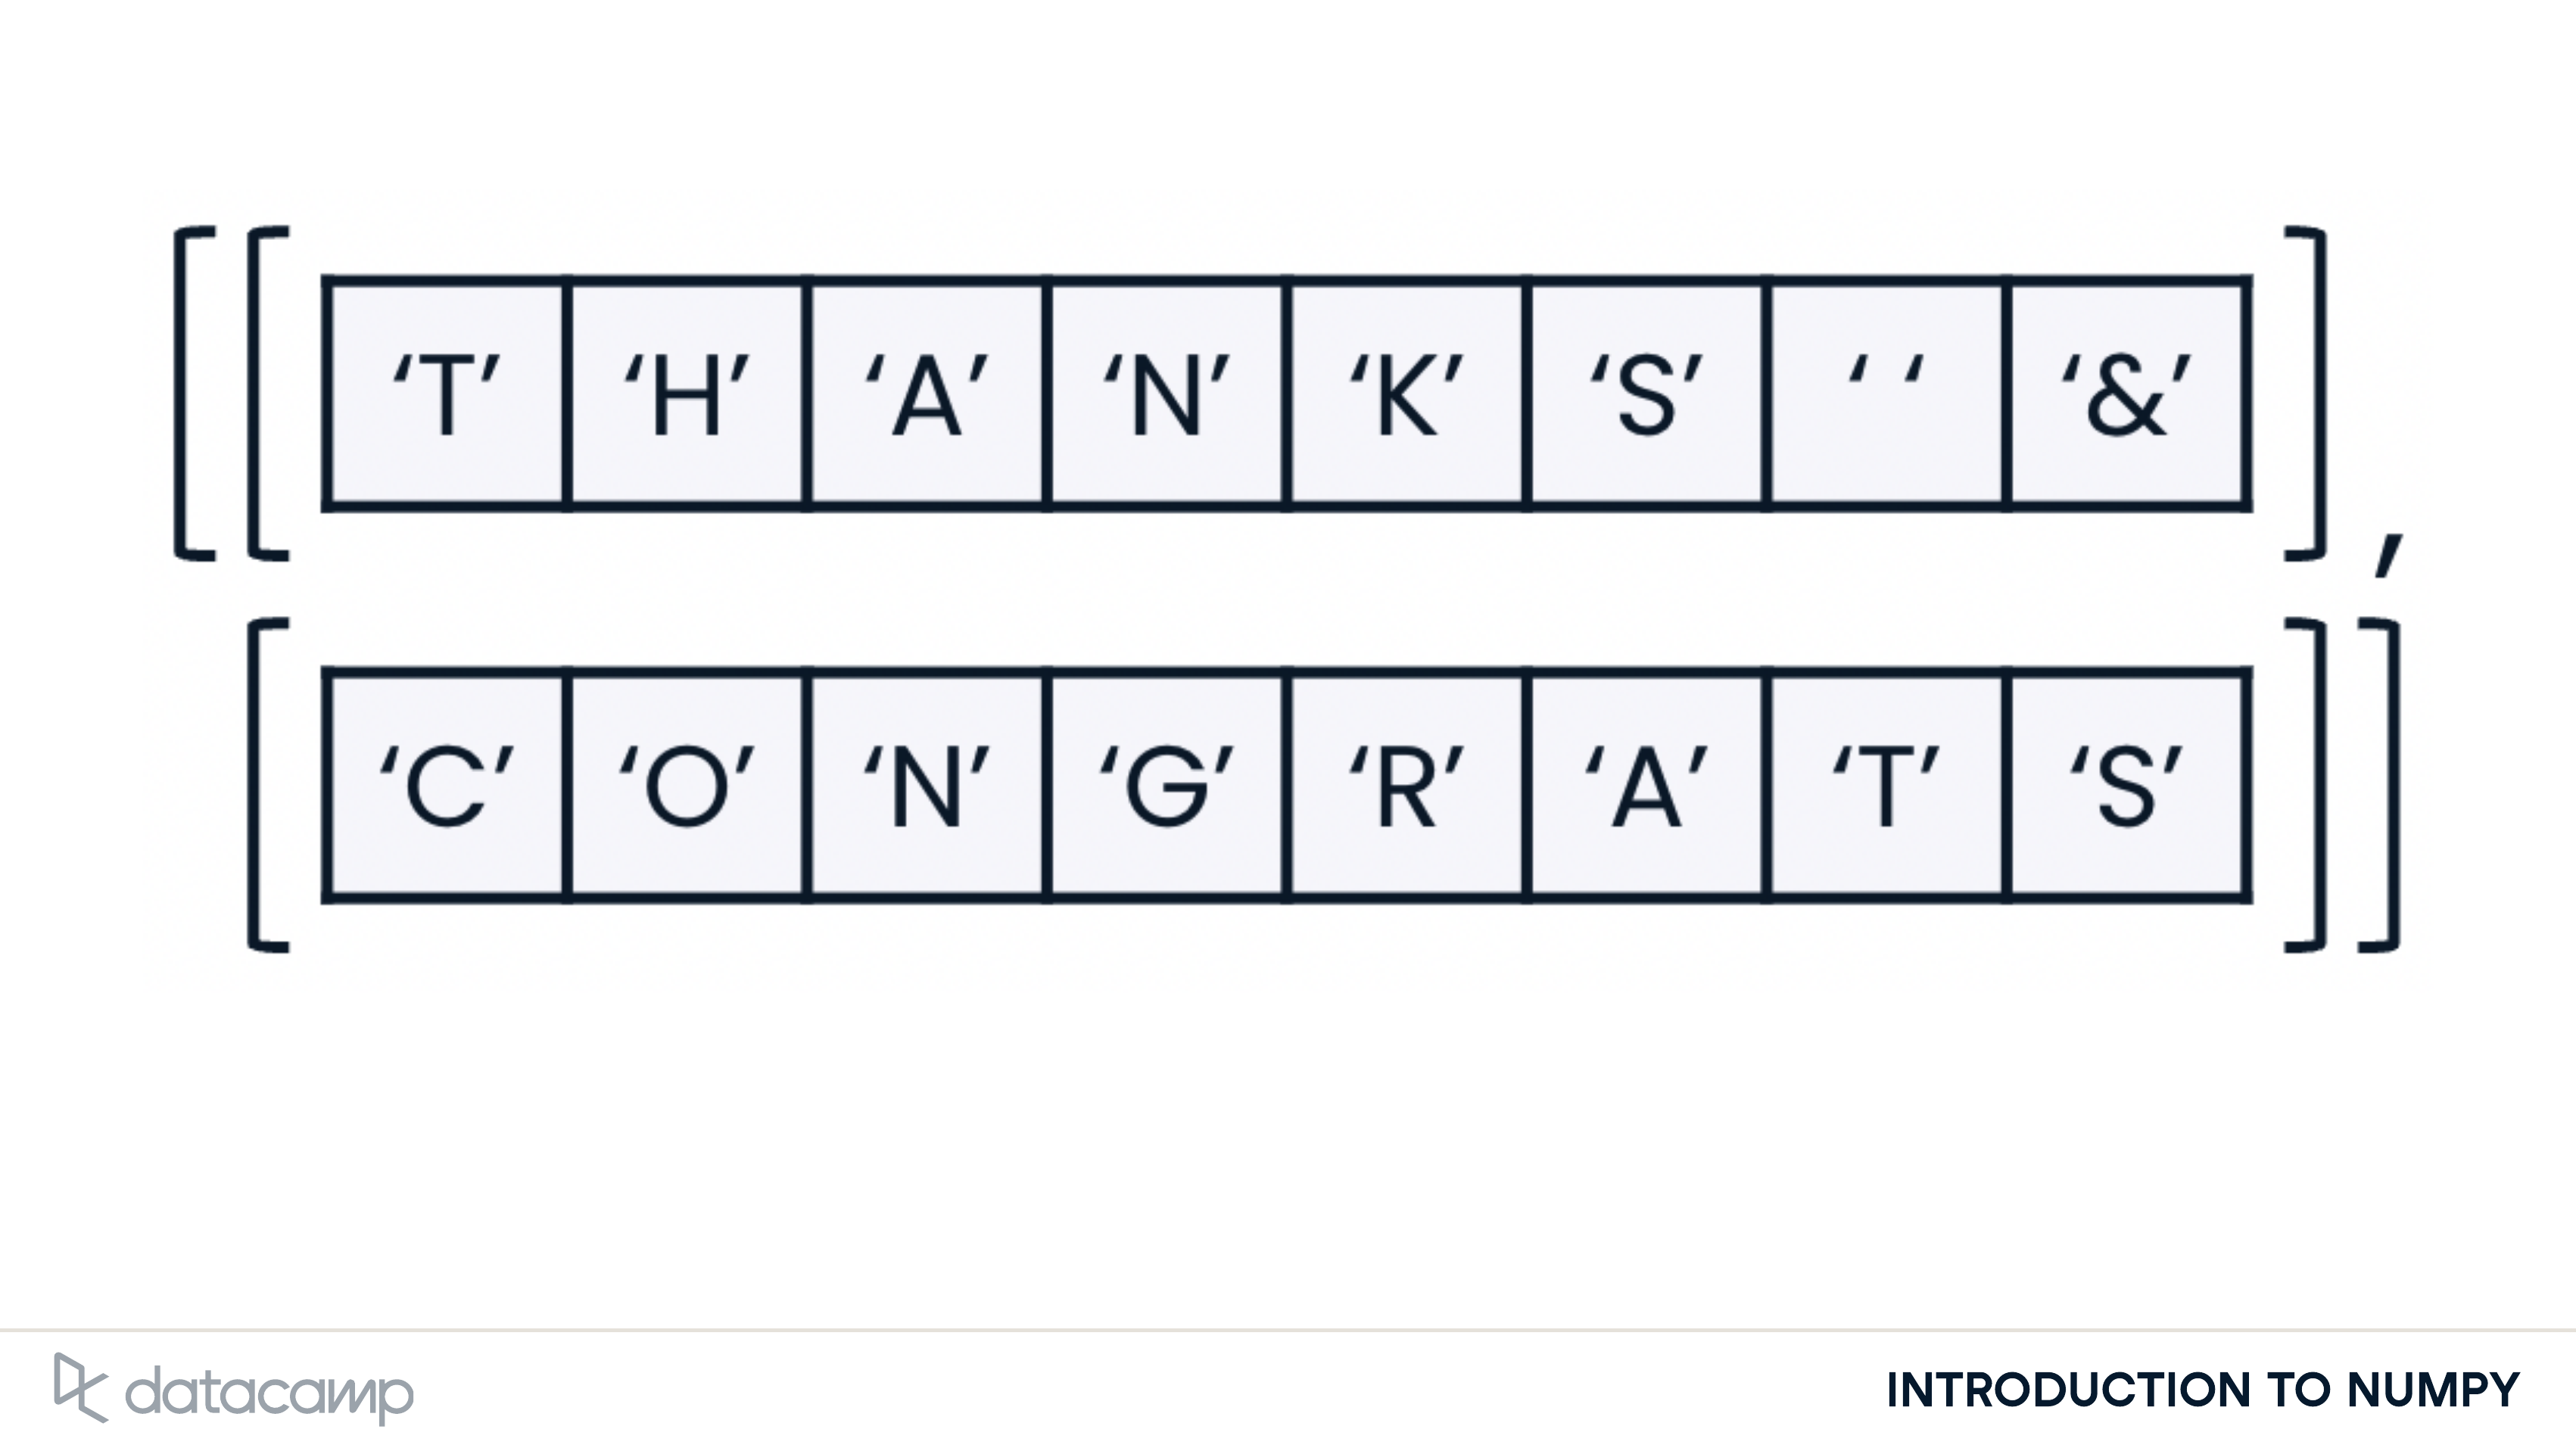 [[‘T’ ‘H’ ‘A’ ‘N’ ‘K’ ‘S’ ‘ ‘ ‘&’],
[‘C’ ‘O’ ‘N’ ‘G’ ‘R’ ‘A’ ‘T’ ‘S’]]
datacamp
INTRODUCTION TO NUMPY